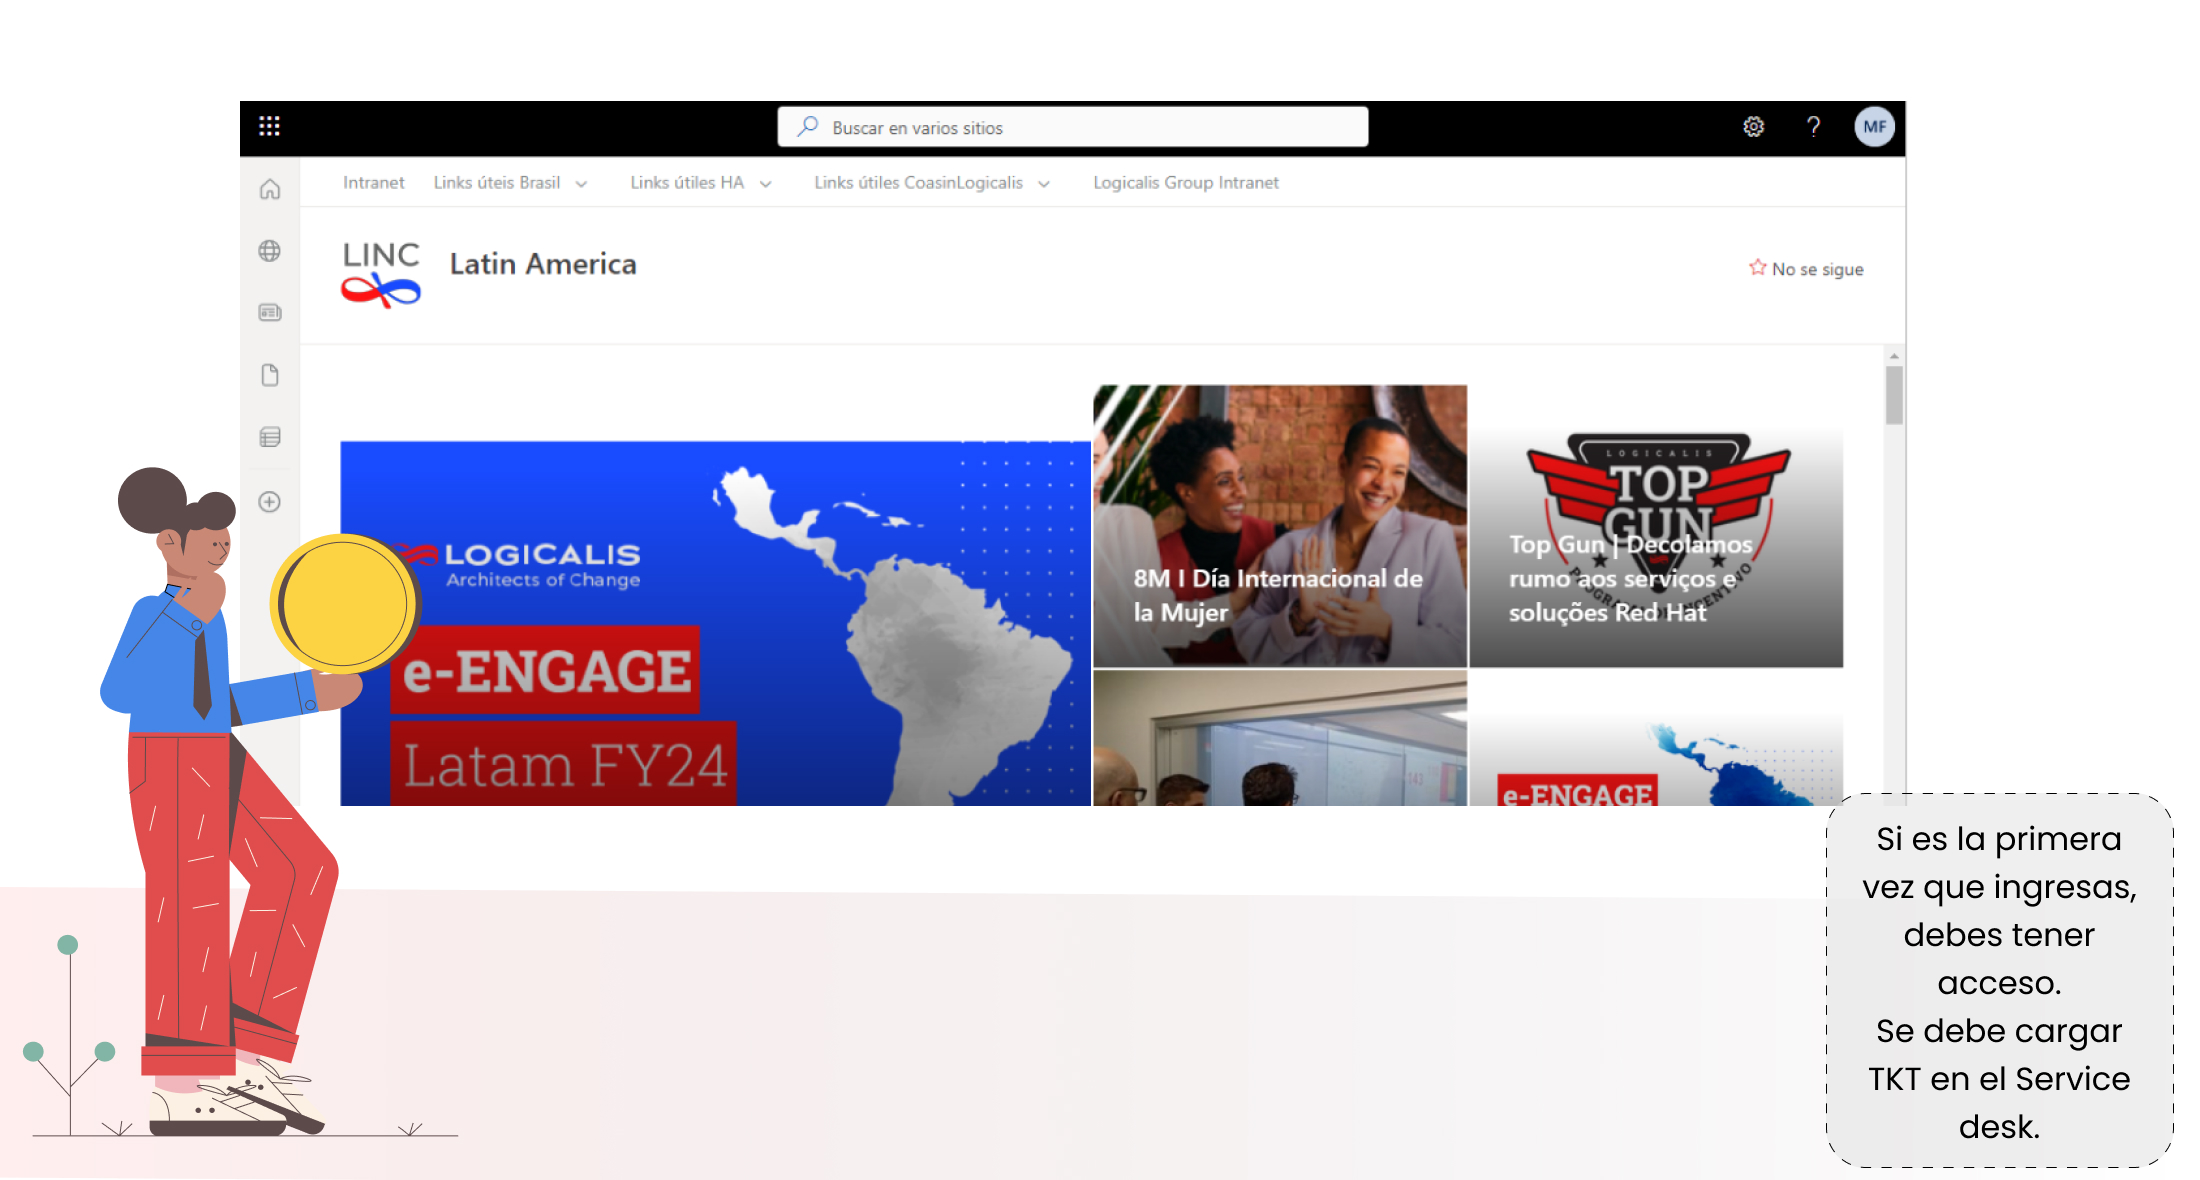 Buscar en varios sitios
MF
Intranet
Links úteis Brasil
Links útiles HA
Links útiles CoasinLogicalis
Logicalis Group Intranet
LINC
Latin America
No se sigue
LOGICALIS
Architects of Change
e-ENGAGE
Latam FY24
8M I Día Internacional de
la Mujer
LOGICALIS
TOP
GUN
Top Gun | Decolamos
rumo aos serviços e
soluções Red Hat
e-ENGAGE
Si es la primera
vez que ingresas,
debes tener
acceso.
Se debe cargar
TKT en el Service
desk.